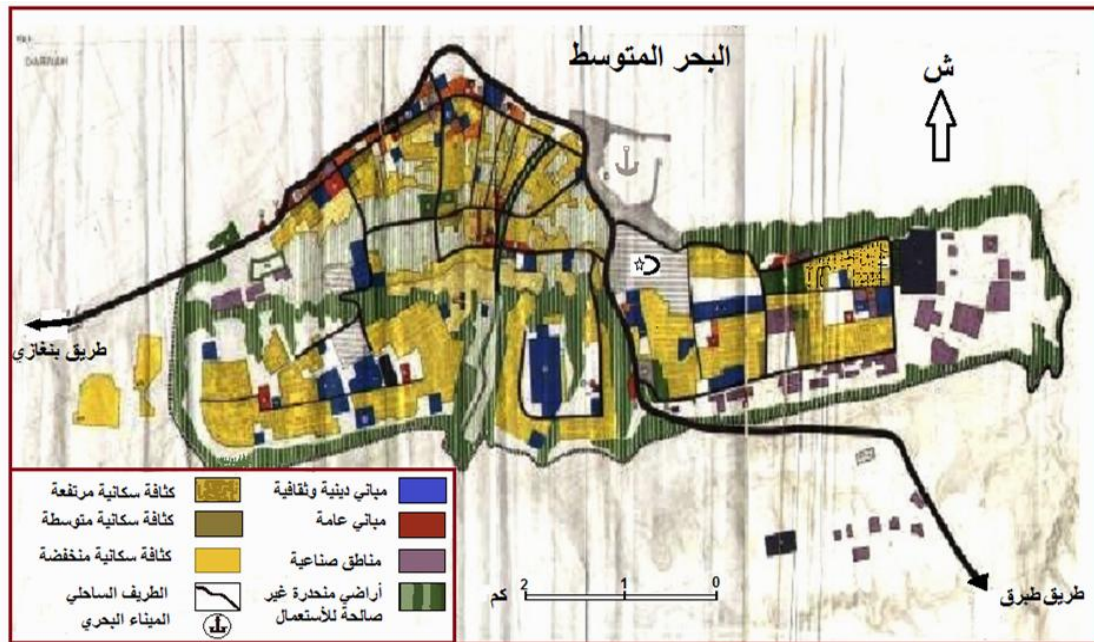 البحر المتوسط
ش
DARNAH
طريق بنغازي
طريق طبرق
كثافة سكانية مرتفعة
كثافة سكانية متوسطة
كثافة سكانية منخفضة
الطريف الساحلي
الميناء البحري
مباني دينية وثقافية
مباني عامة
مناطق صناعية
أراضي منحدرة غير
صالحة للأستعمال
كم 2 1 0